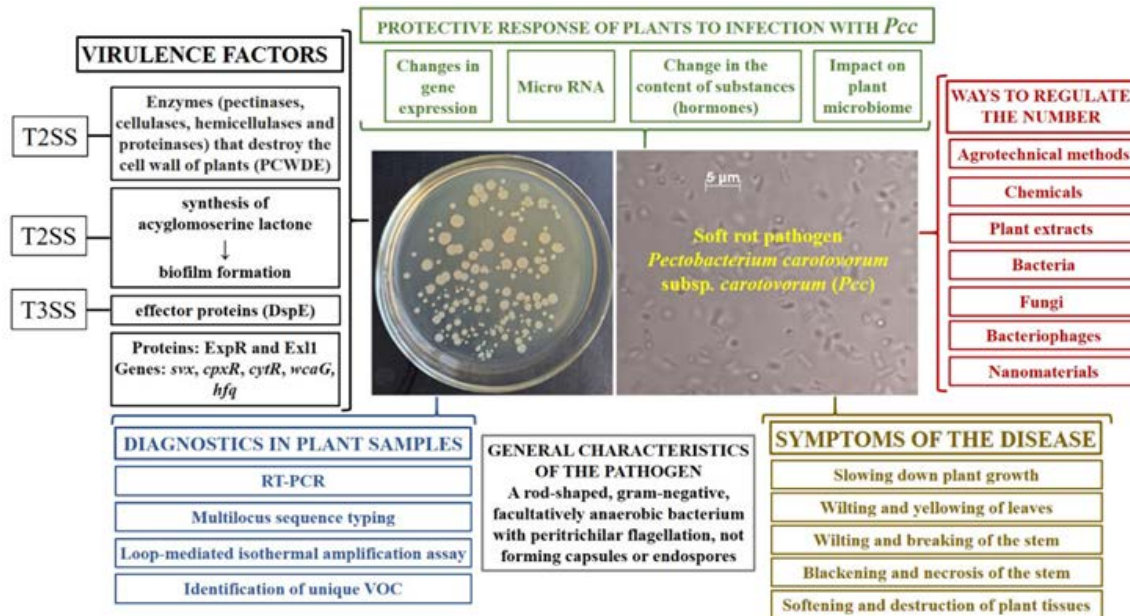 PROTECTIVE RESPONSE OF PLANTS TO INFECTION WITH Pcc
Changes in
gene
expression
Micro RNA
Change in the
content of substances
(hormones)
Impact on
plant
microbiome
VIRULENCE FACTORS
T2SS
Enzymes (pectinases,
cellulases, hemicellulases and
proteinases) that destroy the
cell wall of plants (PCWDE)
T2SS
synthesis of
acyglomoserine lactone
↓
biofilm formation
T3SS
effector proteins (DspE)
Proteins: ExpR and Exl1
Genes: svx, cpxR, cytR, wcaG,
hfq
5 µm
Soft rot pathogen
Pectobacterium carotovorum
subsp. carotovorum (Pcc)
WAYS TO REGULATE
THE NUMBER
Agrotechnical methods
Chemicals
Plant extracts
Bacteria
Fungi
Bacteriophages
Nanomaterials
DIAGNOSTICS IN PLANT SAMPLES
RT-PCR
Multilocus sequence typing
Loop-mediated isothermal amplification assay
Identification of unique VOC
GENERAL CHARACTERISTICS
OF THE PATHOGEN
A rod-shaped, gram-negative,
facultatively anaerobic bacterium
with peritrichilar flagellation, not
forming capsules or endospores
SYMPTOMS OF THE DISEASE
Slowing down plant growth
Wilting and yellowing of leaves
Wilting and breaking of the stem
Blackening and necrosis of the stem
Softening and destruction of plant tissues